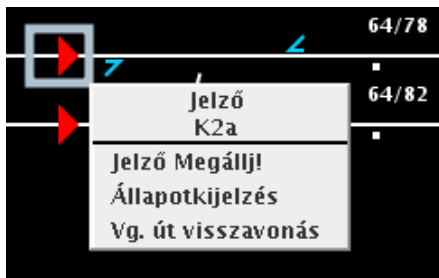 64/78
64/82
Jelző
K2a
Jelző Megállj!
Állapotkijelzés
Vg. út visszavonás